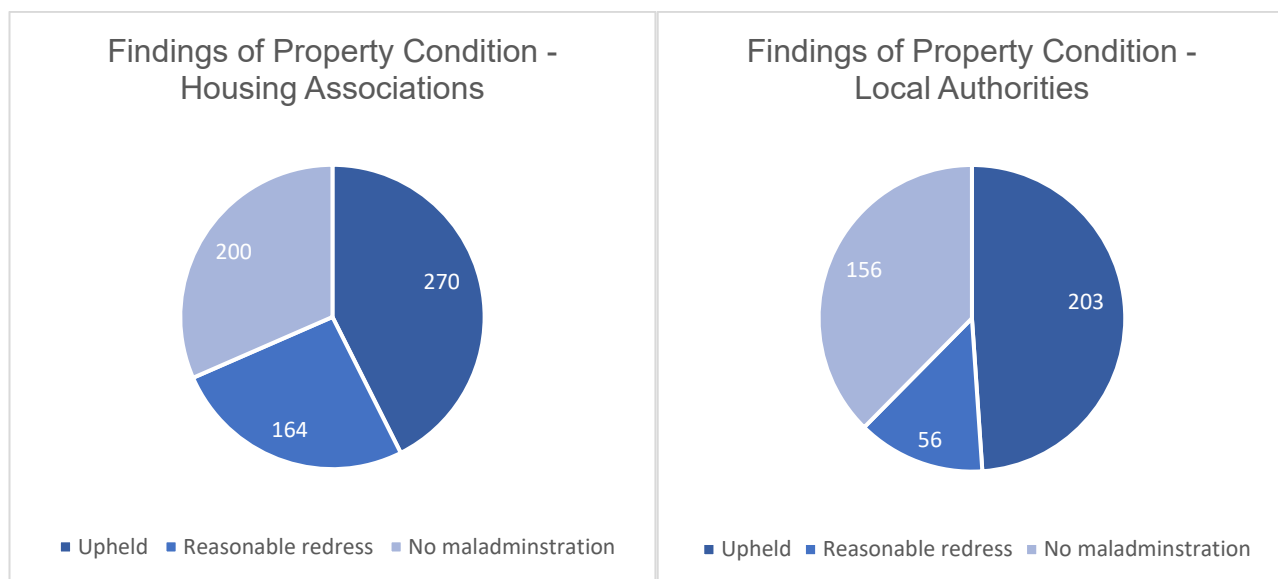 Findings of Property Condition -
Housing Associations
200
270
164
Upheld Reasonable redress No maladminstration
Findings of Property Condition -
Local Authorities
156
203
56
Upheld Reasonable redress No maladminstration